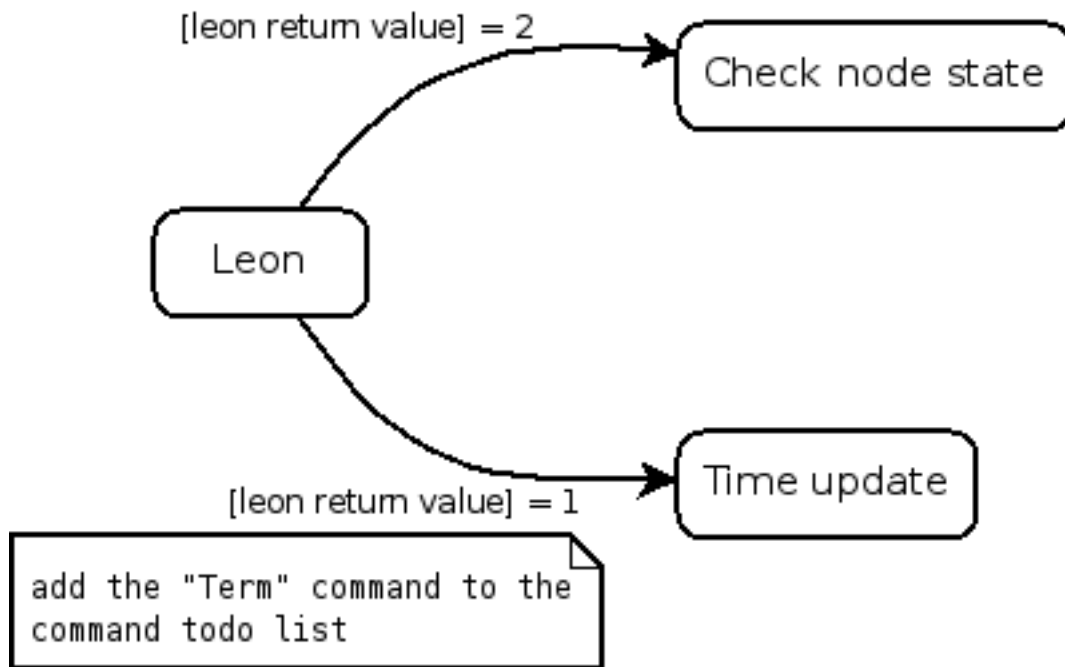 [leon return value] = 2
Check node state
Leon
Time update
[leon return value] = 1
add the "Term" command to the
command todo list